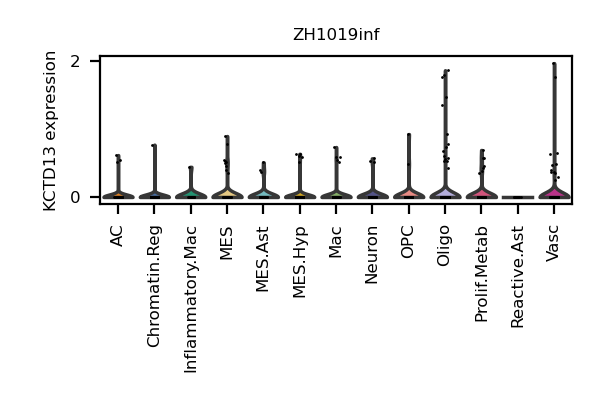 ZH1019inf
KCTD13 expression
2
0
AC
Chromatin.Reg
Inflammatory.Mac
MES
MES.Ast
MES.Hyp
Mac
Neuron
OPC
Oligo
Prolif.Metab
Reactive.Ast
Vasc